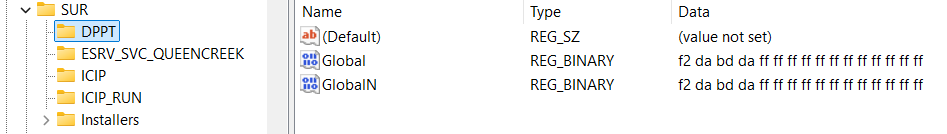 SUR
DPPT
ESRV_SVC_QUEENCREEK
ICIP
ICIP_RUN
Installers
Name Type Data
(Default) REG_SZ (value not set)
Global REG_BINARY f2 da bd da ff ff ff ff ff ff ff ff ff ff ff ff
GlobalN REG_BINARY f2 da bd da ff ff ff ff ff ff ff ff ff ff ff ff